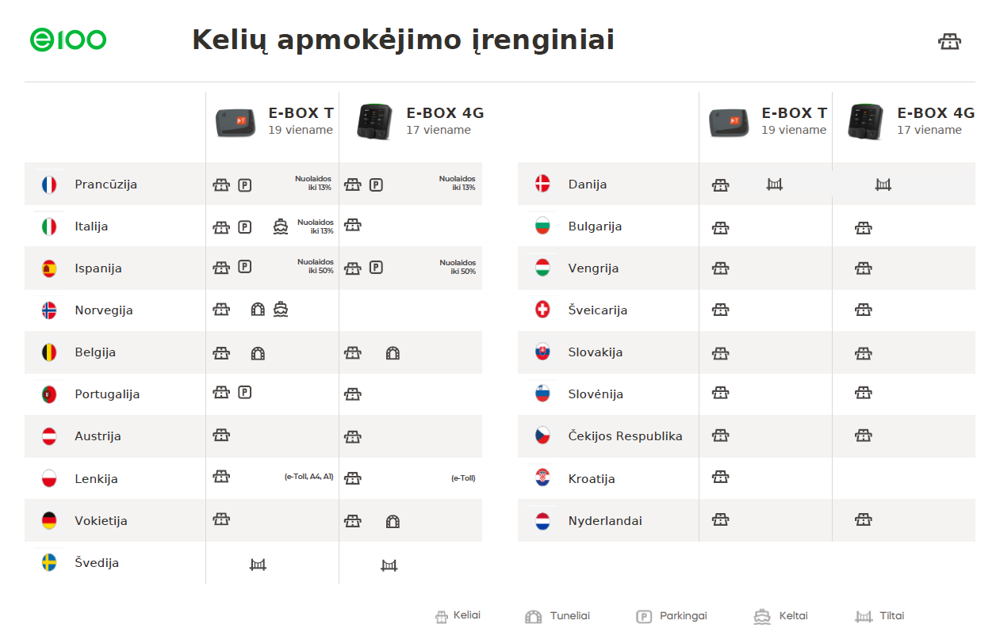 e100
Kelių apmokėjimo įrenginiai
E-BOX T
19 viename
E-BOX 4G
17 viename
E-BOX T
19 viename
E-BOX 4G
17 viename
Prancūzija
P
Nuolaidos
iki 13%
P
Nuolaidos
iki 13%
Italija
P
Nuolaidos
iki 13%
Ispanija
P
Nuolaidos
iki 50%
P
Nuolaidos
iki 50%
Norvegija
Belgija
Portugalija
P
Austrija
Lenkija
(e-Toll, A4, A1)
(e-Toll)
Vokietija
Švedija
Danija
Bulgarija
Vengrija
Šveicarija
Slovakija
Slovėnija
Čekijos Respublika
Kroatija
Nyderlandai
Keliai
Tuneliai
P
Parkingai
Keltai
Tiltai